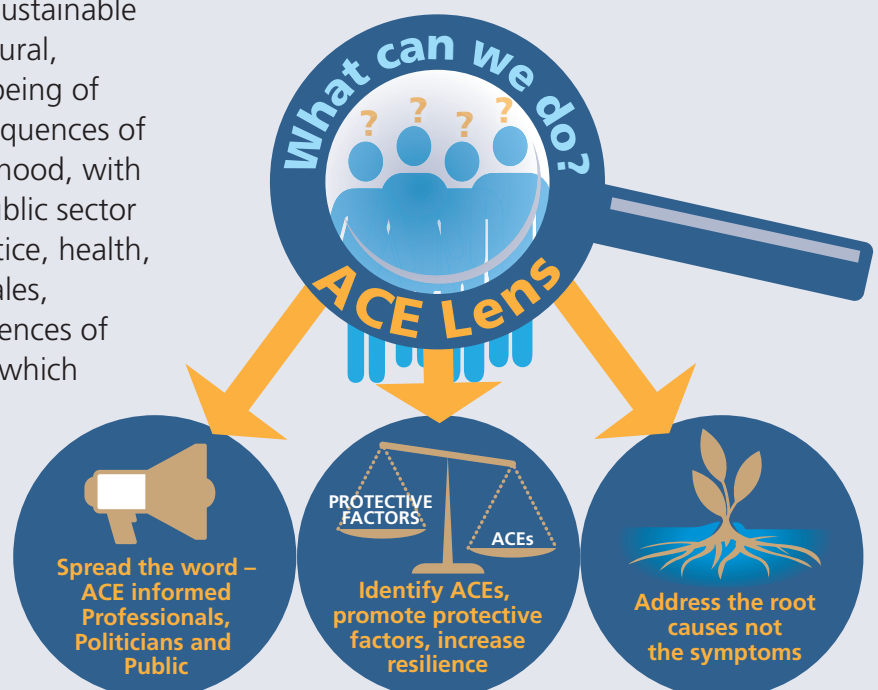 sustainable
ural,
being of
quences of
hood, with
ublic sector
tice, health,
ales,
ences of
which
What can we do?
? ? ? ?
ACE Lens
Spread the word –
ACE informed
Professionals,
Politicians and
Public
PROTECTIVE
FACTORS
ACEs
Identify ACEs,
promote protective
factors, increase
resilience
Address the root
causes not
the symptoms